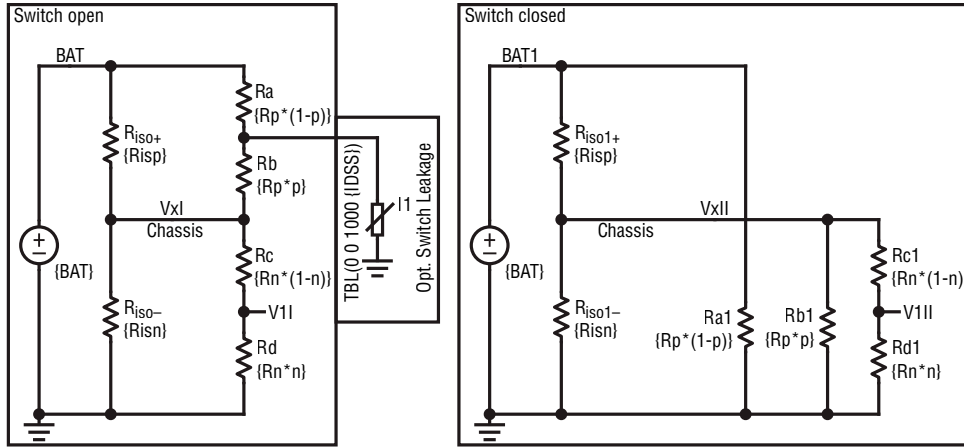 Switch open
BAT
Ra
{Rp*(1-p)}
Riso+
{Risp}
Rb
{Rp*p}
VxI
Chassis
+
−
{BAT}
Rc
{Rn*(1-n)}
Riso−
{Risn}
V1I
Rd
{Rn*n}
TBL(0 0 1000 {IDSS})
I1
Opt. Switch Leakage
Switch closed
BAT1
Riso1+
{Risp}
VxII
Chassis
+
−
{BAT}
Rc1
{Rn*(1-n)
Riso1−
{Risn}
Ra1
{Rp*(1-p)}
Rb1
{Rp*p}
V1II
Rd1
{Rn*n}